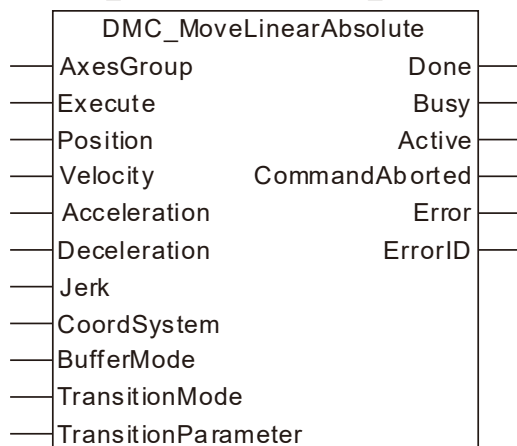 DMC_MoveLinearAbsolute
AxesGroup Done
Execute Busy
Position Active
Velocity CommandAborted
Acceleration Error
Deceleration ErrorID
Jerk
CoordSystem
BufferMode
TransitionMode
TransitionParameter